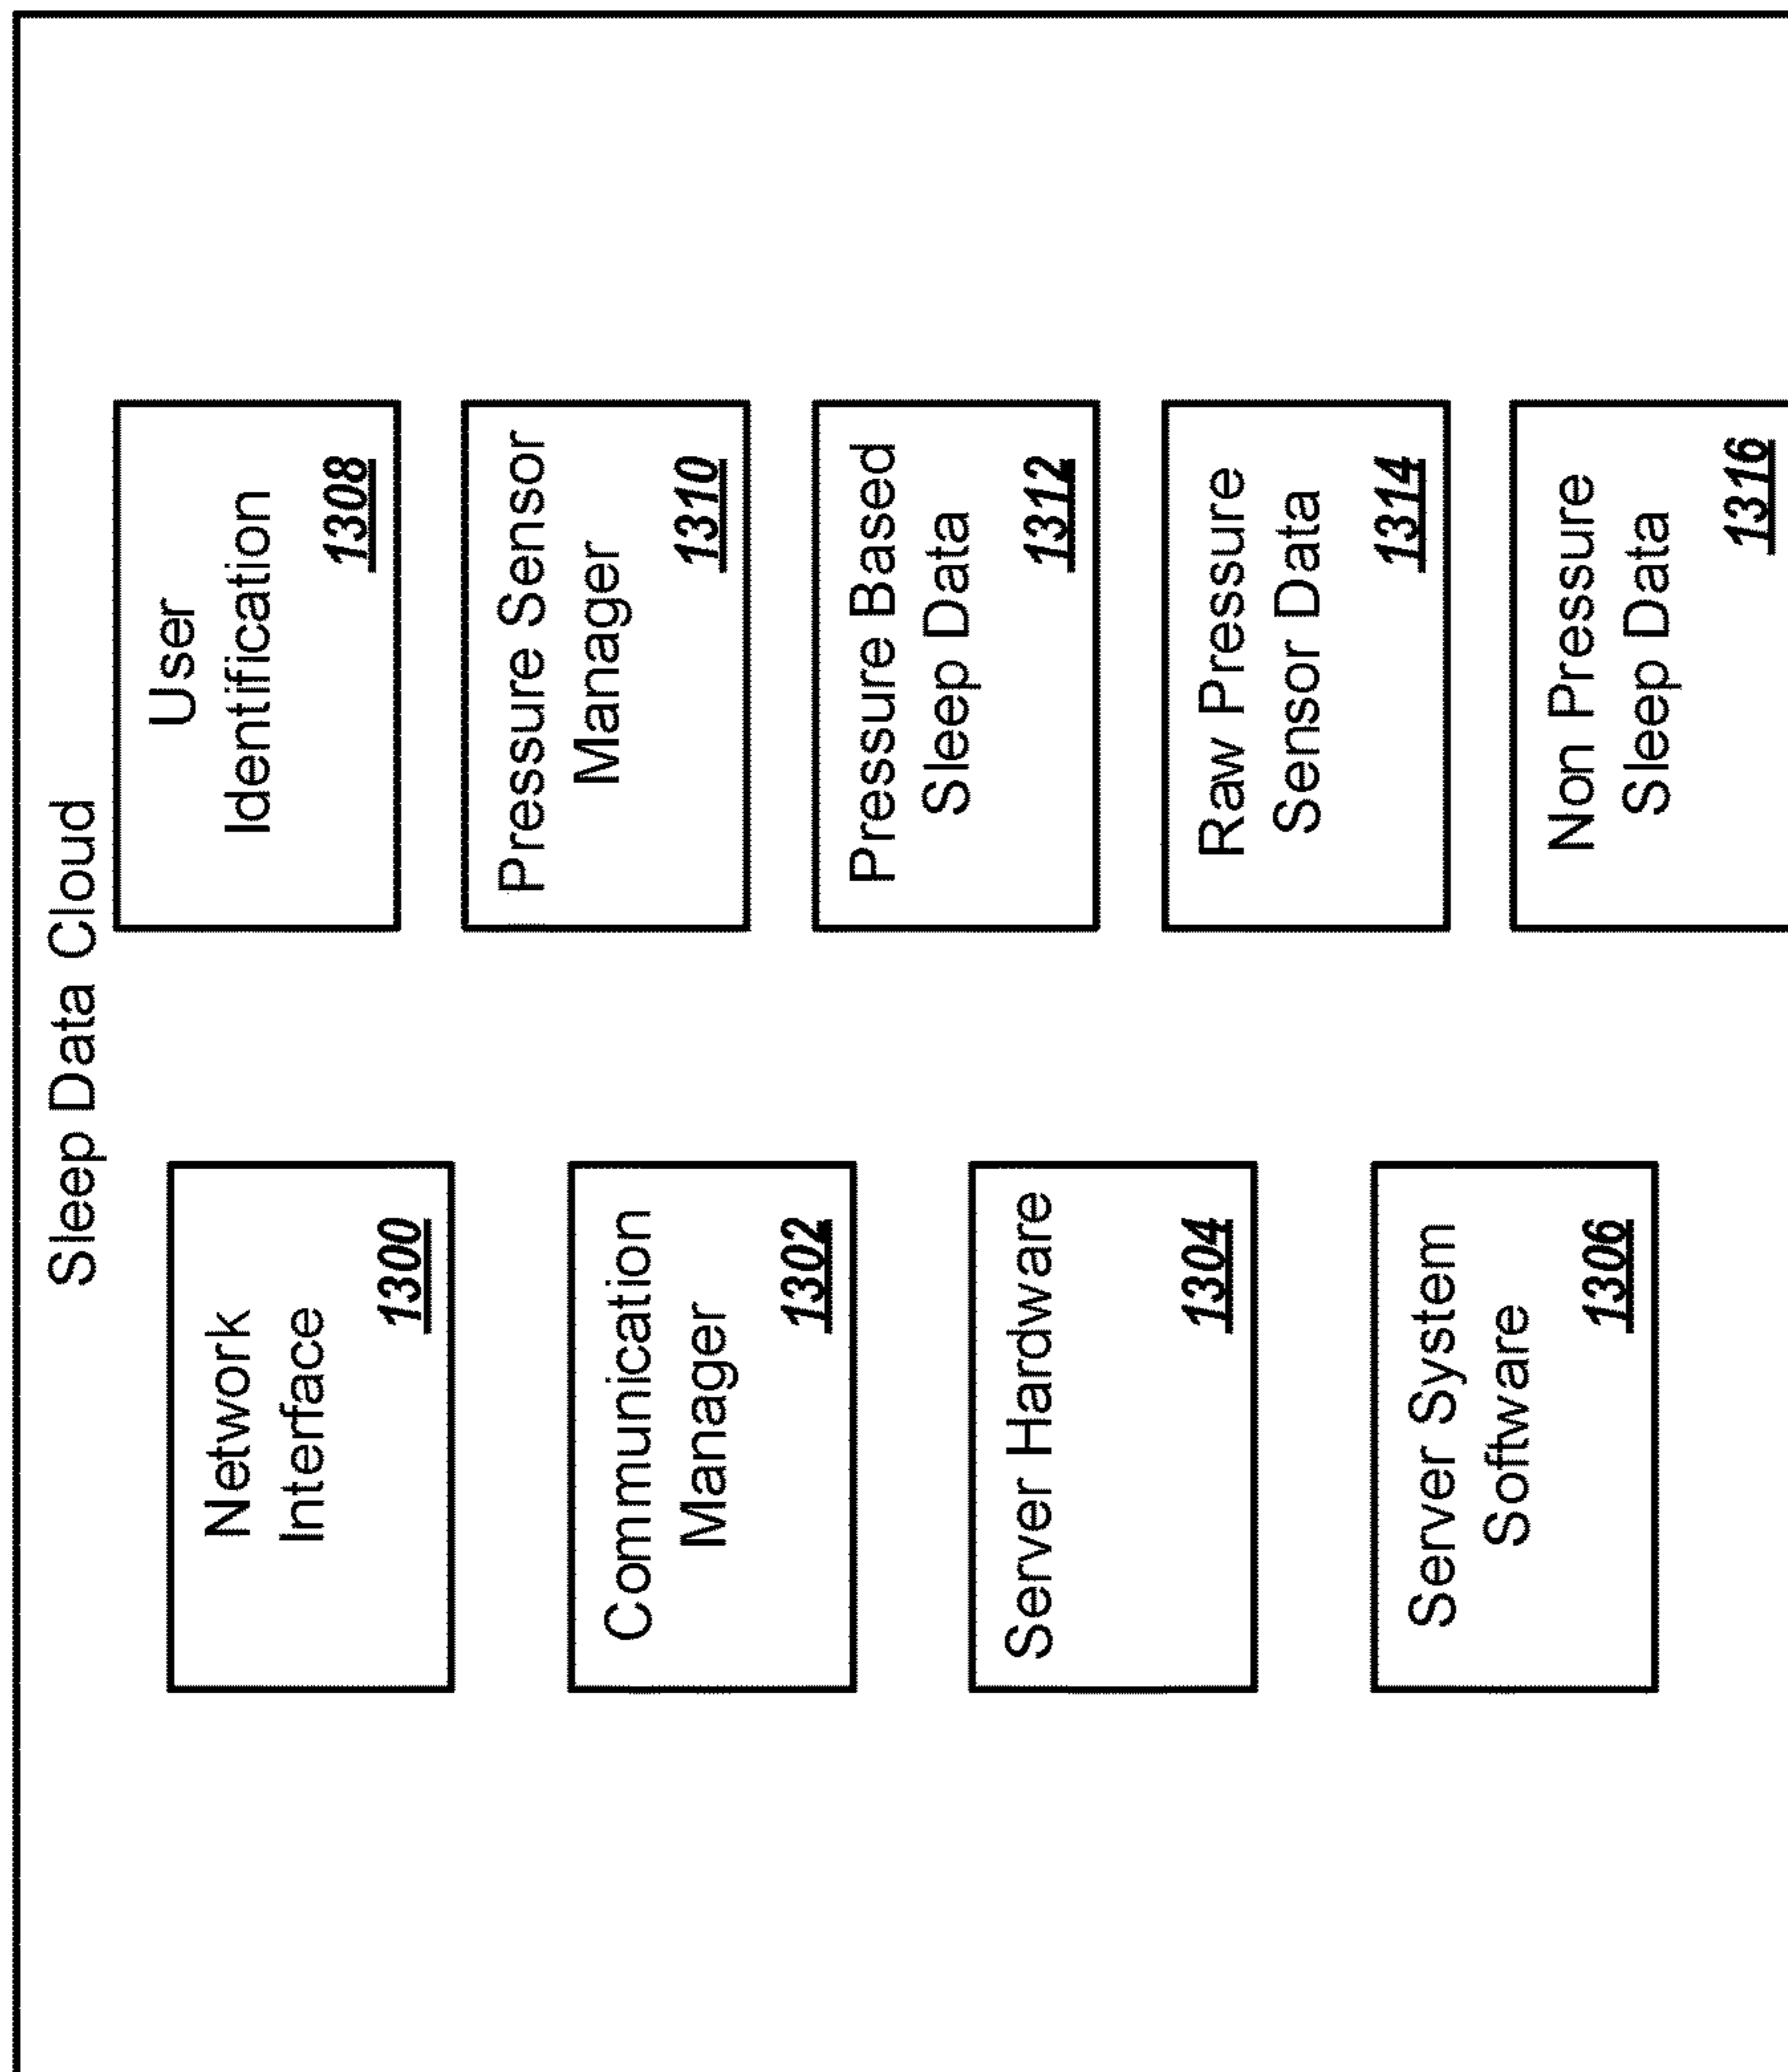 Sleep Data Cloud
Network
Interface
1300
Communication
Manager
1302
Server Hardware
1304
Server System
Software
1306
User
Identification
1308
Pressure Sensor
Manager
1310
Pressure Based
Sleep Data
1312
Raw Pressure
Sensor Data
1314
Non Pressure
Sleep Data
1316